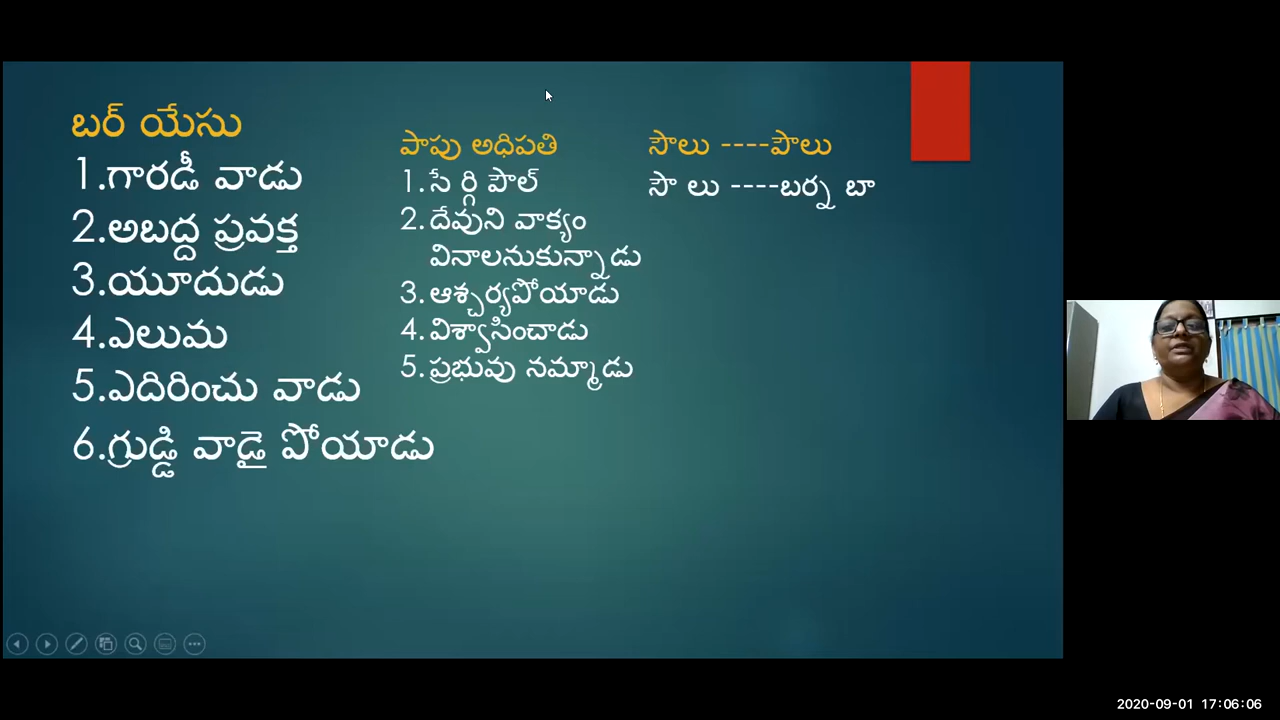 బర్ యేసు
1.గారడీ వాడు
2.అబద్ద ప్రవక్త
3.యూదుడు
4.ఎలుమ
5.ఎదిరించు వాడు
6.గ్రుడ్డి వాడై పోయాడు
పాపు అధిపతి
1. సే ర్గి పౌల్
2. దేవుని వాక్యం
వినాలనుకున్నాడు
3. ఆశ్చర్యపోయాడు
4. విశ్వాసించాడు
5. ప్రభువు నమ్మాడు
సౌలు ----పౌలు
సౌ లు ----బర్న బా
2020-09-01 17:06:06